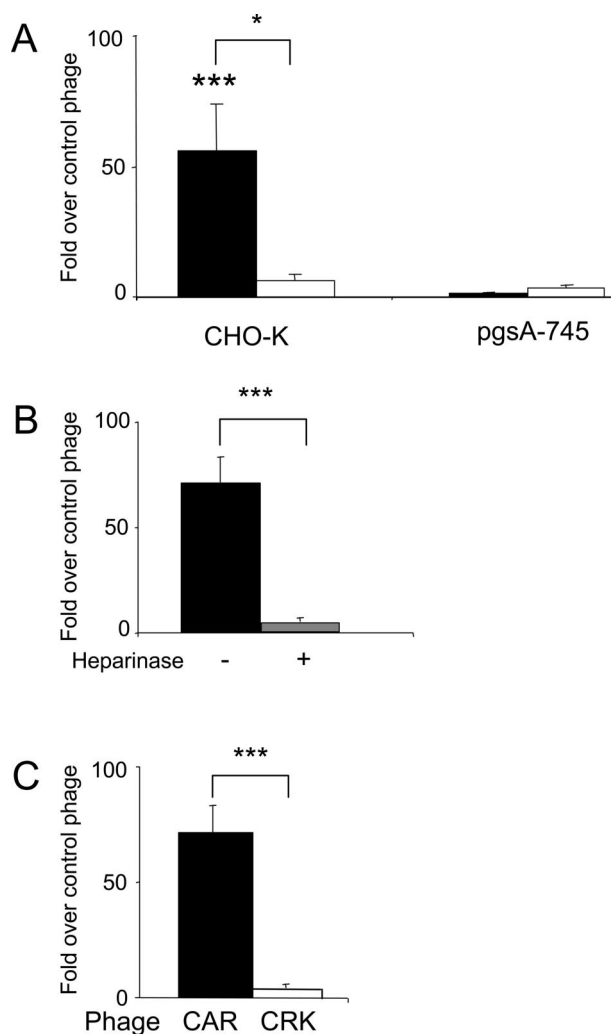 A
Fold over control phage
100
50
0
*
***
CHO-K pgsA-745
B
Fold over control phage
100
50
0
***
Heparinase - +
C
Fold over control phage
100
50
0
***
Phage CAR CRK